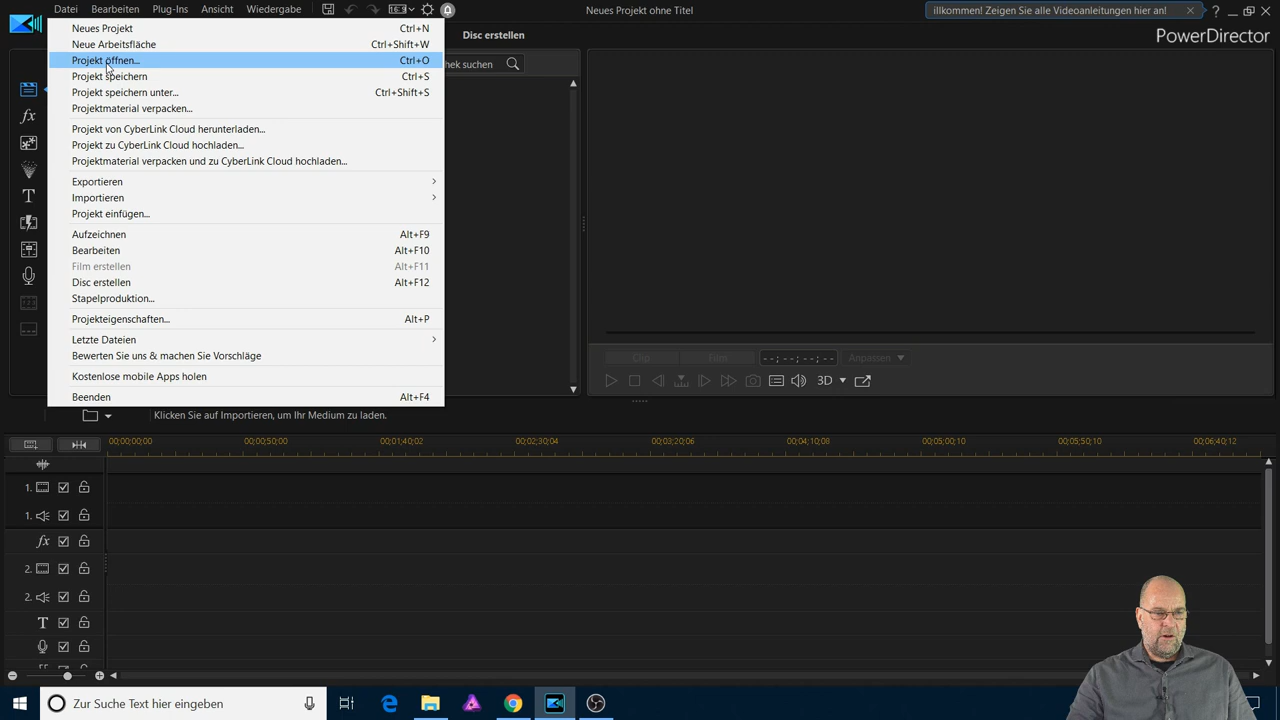 Datei Bearbeiten Plug-Ins Ansicht Wiedergabe
Neues Projekt ohne Titel
illkommen! Zeigen Sie alle Videoanleitungen hier an!
PowerDirector
Disc erstellen
hek suchen
Neues Projekt Ctrl+N
Neue Arbeitsfläche Ctrl+Shift+W
Projekt öffnen... Ctrl+O
Projekt speichern Ctrl+S
Projekt speichern unter... Ctrl+Shift+S
Projektmaterial verpacken...
Projekt von CyberLink Cloud herunterladen...
Projekt zu CyberLink Cloud hochladen...
Projektmaterial verpacken und zu CyberLink Cloud hochladen...
Exportieren
Importieren
Projekt einfügen...
Aufzeichnen Alt+F9
Bearbeiten Alt+F10
Film erstellen Alt+F11
Disc erstellen Alt+F12
Stapelproduktion...
Projekteigenschaften... Alt+P
Letzte Dateien
Bewerten Sie uns & machen Sie Vorschläge
Kostenlose mobile Apps holen
Beenden Alt+F4
Clip Film --;--;--;-- Anpassen
3D
Klicken Sie auf Importieren, um Ihr Medium zu laden.
00;00;00;00 00;00;50;00 00;01;40;02 00;02;30;04 00;03;20;06 00;04;10;08 00;05;00;10 00;05;50;10 00;06;40;12
1.
1.
fx
2.
2.
T
Zur Suche Text hier eingeben